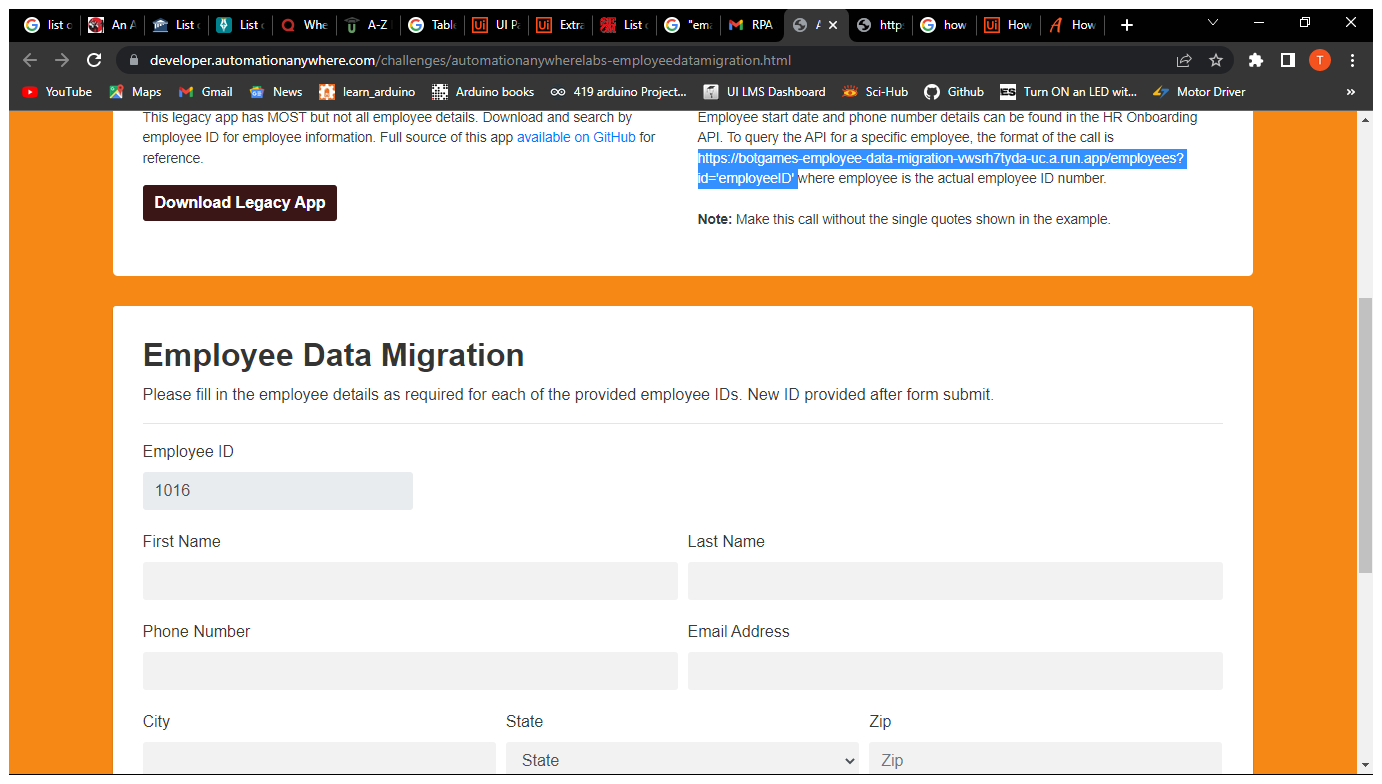 list o
An A
List o
List o
Whe
A-Z
Table
UI Pa
Extra
List o
"ema
RPA
A
http
how
How
How
developer.automationanywhere.com/challenges/automationanywherelabs-employeedatamigration.html
T
YouTube
Maps
Gmail
News
learn_arduino
Arduino books
419 arduino Project...
UI LMS Dashboard
Sci-Hub
Github
Turn ON an LED wit...
Motor Driver
»
This legacy app has MOST but not all employee details. Download and search by
employee ID for employee information. Full source of this app available on GitHub for
reference.
Download Legacy App
Employee start date and phone number details can be found in the HR Onboarding
API. To query the API for a specific employee, the format of the call is
https://botgames-employee-data-migration-vwsrh7tyda-uc.a.run.app/employees?
id='employeeID' where employee is the actual employee ID number.
Note: Make this call without the single quotes shown in the example.
Employee Data Migration
Please fill in the employee details as required for each of the provided employee IDs. New ID provided after form submit.
Employee ID
1016
First Name
Last Name
Phone Number
Email Address
City
State
Zip
State
Zip